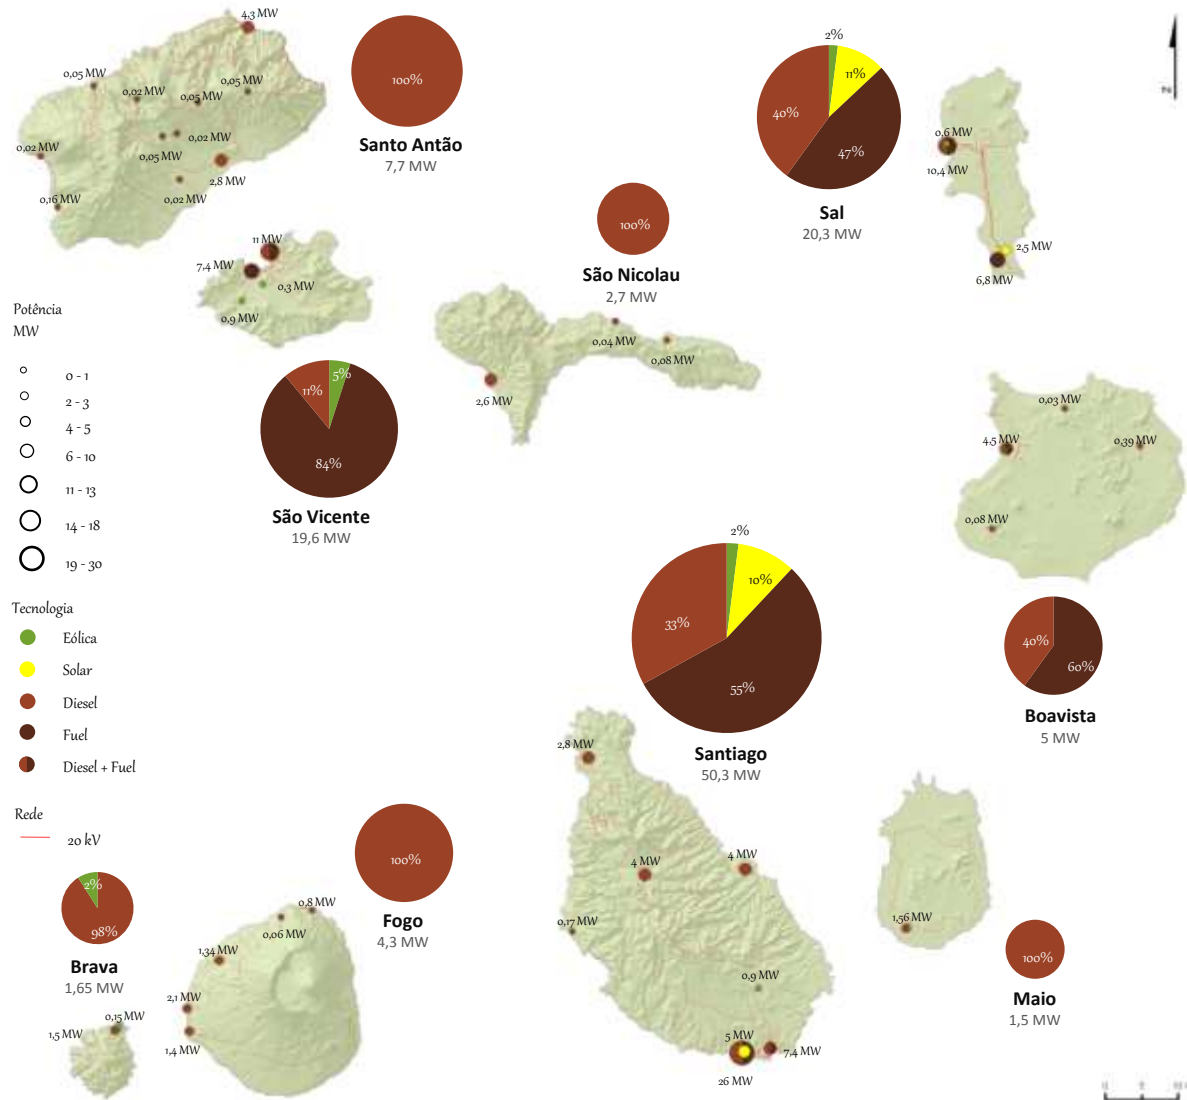 4,3 MW
0,05 MW
0,02 MW
0,05 MW
0,05 MW
0,02 MW
0,02 MW
0,05 MW
2,8 MW
0,16 MW
0,02 MW
100%
Santo Antão
7,7 MW
2%
11%
40%
47%
Sal
20,3 MW
0,6 MW
10,4 MW
2,5 MW
6,8 MW
11 MW
7,4 MW
0,3 MW
0,9 MW
11%
5%
84%
São Vicente
19,6 MW
100%
São Nicolau
2,7 MW
0,04 MW
0,08 MW
2,6 MW
Potência
MW
0 - 1
2 - 3
4 - 5
6 - 10
11 - 13
14 - 18
19 - 30
Tecnologia
Eólica
Solar
Diesel
Fuel
Diesel + Fuel
Rede
20 kV
0,03 MW
4,5 MW
0,39 MW
0,08 MW
40%
60%
Boavista
5 MW
2%
10%
33%
55%
Santiago
50,3 MW
2,8 MW
4 MW
4 MW
0,17 MW
0,9 MW
5 MW
7,4 MW
26 MW
1,56 MW
100%
Maio
1,5 MW
100%
Fogo
4,3 MW
0,8 MW
0,06 MW
1,34 MW
2,1 MW
1,4 MW
2%
98%
Brava
1,65 MW
0,15 MW
1,5 MW